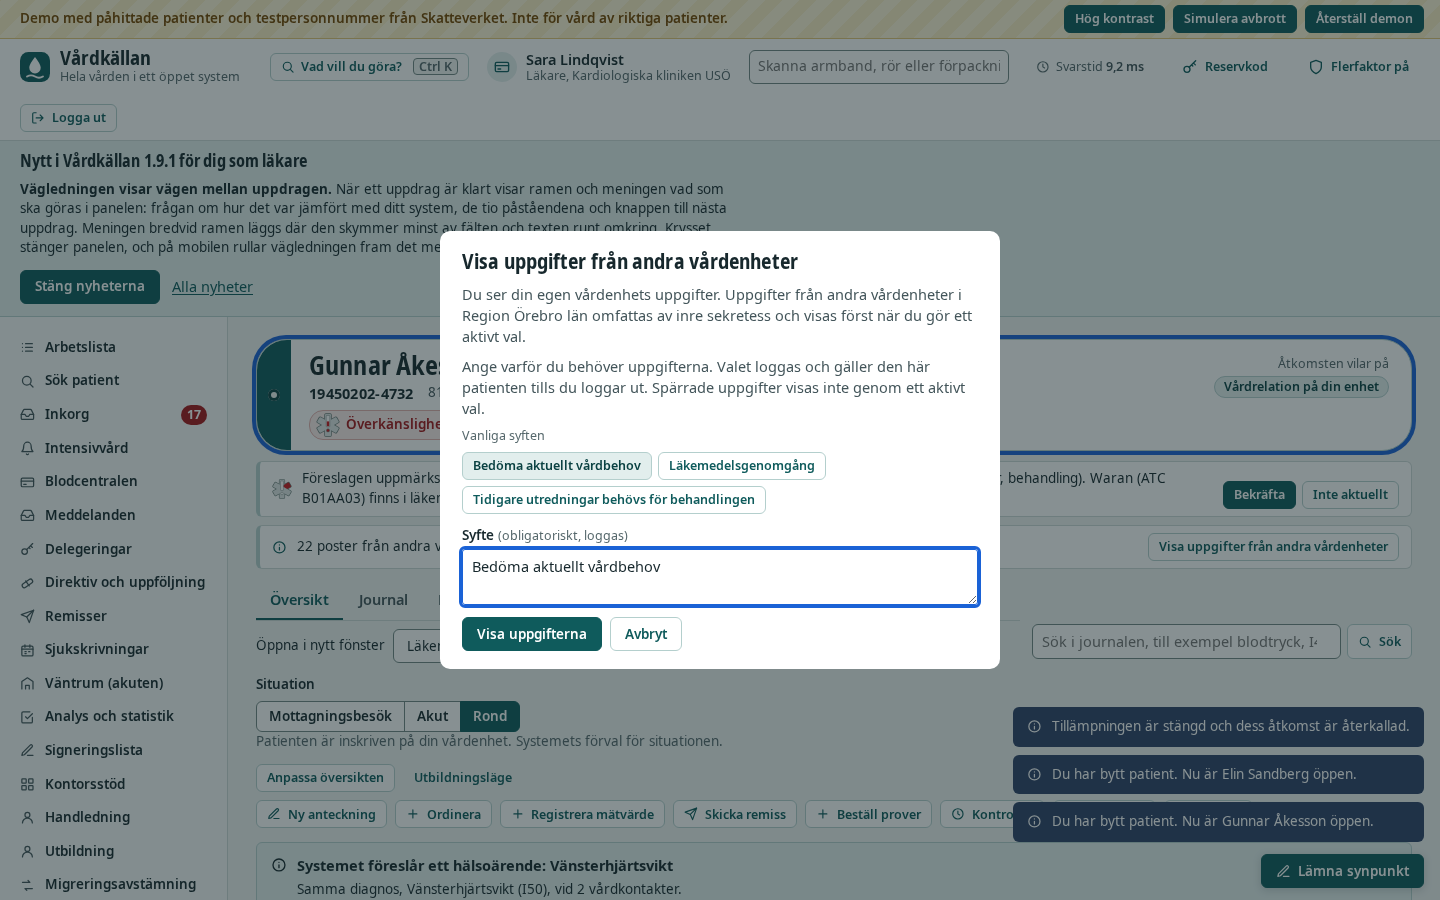 Demo med påhittade patienter och testpersonnummer från Skatteverket. Inte för vård av riktiga patienter.
Hög kontrast
Simulera avbrott
Återställ demon
Vårdkällan
Hela vården i ett öppet system
Vad vill du göra? Ctrl K
Sara Lindqvist
Läkare, Kardiologiska kliniken USÖ
Skanna armband, rör eller förpackni
Svarstid 9,2 ms
Reservkod
Flerfaktor på
Logga ut
Nytt i Vårdkällan 1.9.1 för dig som läkare
Vägledningen visar vägen mellan uppdragen. När ett uppdrag är klart visar ramen och meningen vad som
ska göras i panelen: frågan om hur det var jämfört med ditt system, de tio påståendena och knappen till nästa
uppdrag. Meningen bredvid ramen läggs där den skymmer minst av fälten och texten runt omkring. Krysset
stänger panelen, och på mobilen rullar vägledningen fram det me
Stäng nyheterna
Alla nyheter
Visa uppgifter från andra vårdenheter
Du ser din egen vårdenhets uppgifter. Uppgifter från andra vårdenheter i
Region Örebro län omfattas av inre sekretess och visas först när du gör ett
aktivt val.
Ange varför du behöver uppgifterna. Valet loggas och gäller den här
patienten tills du loggar ut. Spärrade uppgifter visas inte genom ett aktivt
val.
Vanliga syften
Bedöma aktuellt vårdbehov
Läkemedelsgenomgång
Tidigare utredningar behövs för behandlingen
Syfte (obligatoriskt, loggas)
Bedöma aktuellt vårdbehov
Visa uppgifterna
Avbryt
Arbetslista
Sök patient
Inkorg 17
Intensivvård
Blodcentralen
Meddelanden
Delegeringar
Direktiv och uppföljning
Remisser
Sjukskrivningar
Väntrum (akuten)
Analys och statistik
Signeringslista
Kontorsstöd
Handledning
Utbildning
Migreringsavstämning
Gunnar Åkes
19450202-4732 81
Överkänslighe
Åtkomsten vilar på
Vårdrelation på din enhet
Föreslagen uppmärks , behandling). Waran (ATC
B01AA03) finns i läker
Bekräfta
Inte aktuellt
22 poster från andra v
Visa uppgifter från andra vårdenheter
Översikt
Journal
Öppna i nytt fönster
Läken
Sök i journalen, till exempel blodtryck, I4
Sök
Situation
Mottagningsbesök
Akut
Rond
Patienten är inskriven på din vårdenhet. Systemets förval för situationen.
Anpassa översikten
Utbildningsläge
Ny anteckning
Ordinera
Registrera mätvärde
Skicka remiss
Beställ prover
Kontro
Systemet föreslår ett hälsoärende: Vänsterhjärtsvikt
Samma diagnos, Vänsterhjärtsvikt (I50), vid 2 vårdkontakter.
Tillämpningen är stängd och dess åtkomst är återkallad.
Du har bytt patient. Nu är Elin Sandberg öppen.
Du har bytt patient. Nu är Gunnar Åkesson öppen.
Lämna synpunkt